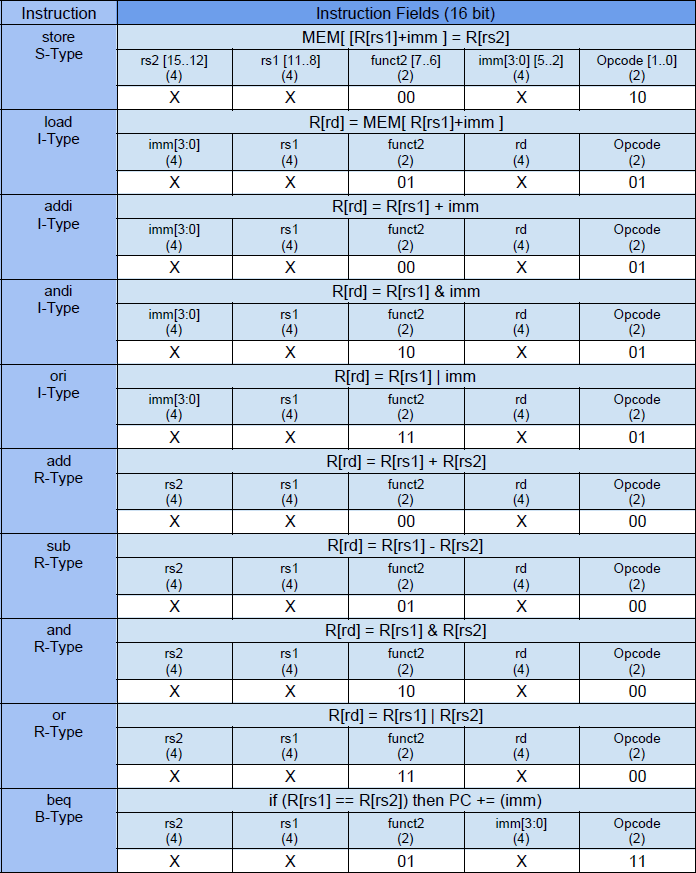 Instruction Instruction Fields (16 bit)
store MEM[ [R[rs1]+imm ] = R[rs2]
S-Type rs2 [15..12] rs1 [11..8] funct2 [7..6] imm[3:0] [5..2] Opcode [1..0]
(4) (4) (2) (4) (2)
X X 00 X 10
load R[rd] = MEM[ R[rs1]+imm ]
I-Type imm[3:0] rs1 funct2 rd Opcode
(4) (4) (2) (4) (2)
X X 01 X 01
addi R[rd] = R[rs1] + imm
I-Type imm[3:0] rs1 funct2 rd Opcode
(4) (4) (2) (4) (2)
X X 00 X 01
andi R[rd] = R[rs1] & imm
I-Type imm[3:0] rs1 funct2 rd Opcode
(4) (4) (2) (4) (2)
X X 10 X 01
ori R[rd] = R[rs1] | imm
I-Type imm[3:0] rs1 funct2 rd Opcode
(4) (4) (2) (4) (2)
X X 11 X 01
add R[rd] = R[rs1] + R[rs2]
R-Type rs2 rs1 funct2 rd Opcode
(4) (4) (2) (4) (2)
X X 00 X 00
sub R[rd] = R[rs1] - R[rs2]
R-Type rs2 rs1 funct2 rd Opcode
(4) (4) (2) (4) (2)
X X 01 X 00
and R[rd] = R[rs1] & R[rs2]
R-Type rs2 rs1 funct2 rd Opcode
(4) (4) (2) (4) (2)
X X 10 X 00
or R[rd] = R[rs1] | R[rs2]
R-Type rs2 rs1 funct2 rd Opcode
(4) (4) (2) (4) (2)
X X 11 X 00
beq if (R[rs1] == R[rs2]) then PC += (imm)
B-Type rs2 rs1 funct2 imm[3:0] Opcode
(4) (4) (2) (4) (2)
X X 01 X 11